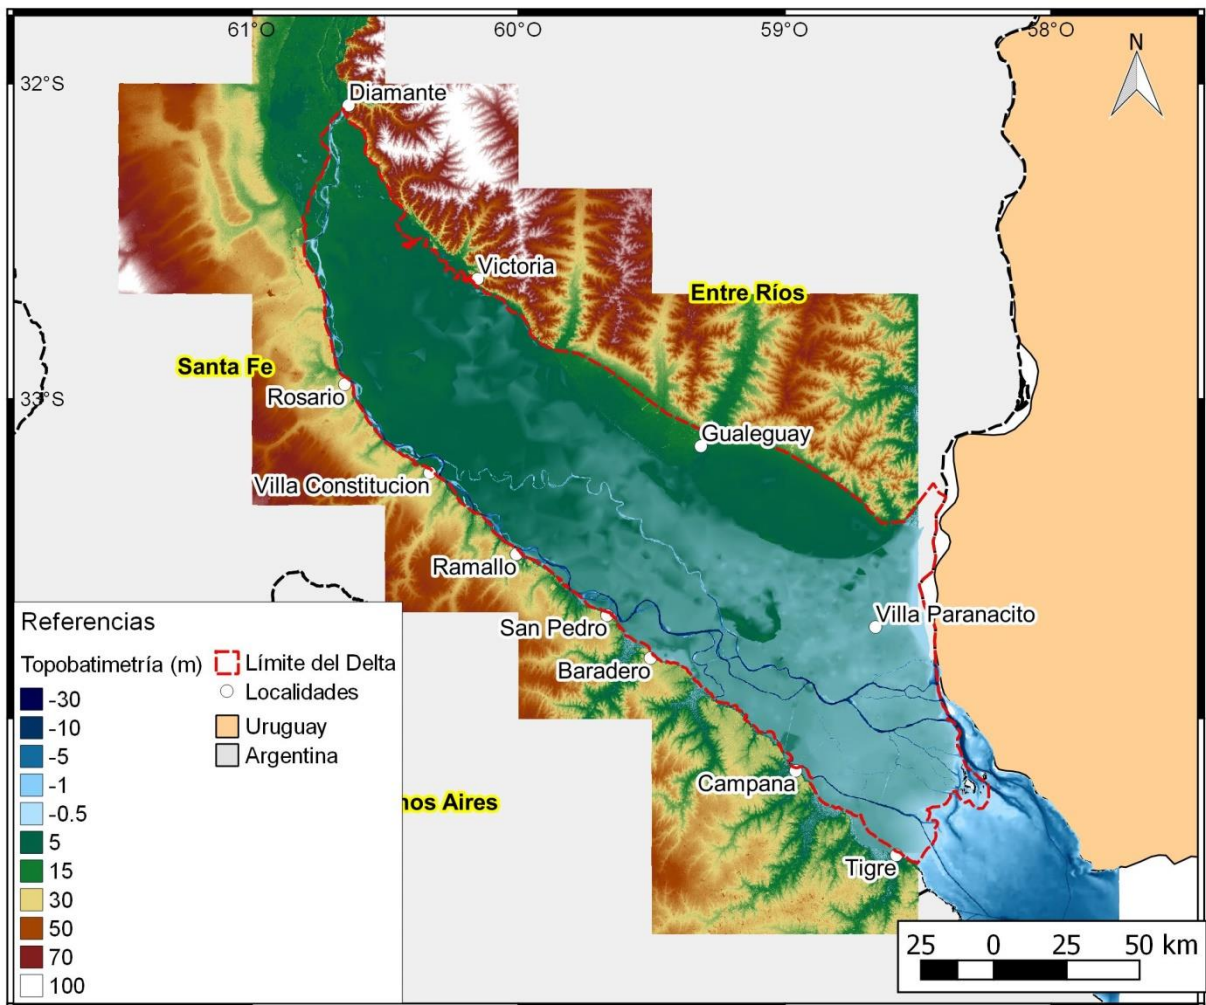 61°O
60°O
59°O
58°O
N
32°S
Diamante
Victoria
Entre Ríos
Santa Fe
Rosario
33°S
Gualeguay
Villa Constitucion
Ramallo
San Pedro
Villa Paranacito
Baradero
Campana
nos Aires
Tigre
Referencias
Topobatimetría (m)
-30
-10
-5
-1
-0.5
5
15
30
50
70
100
Límite del Delta
Localidades
Uruguay
Argentina
25 0 25 50 km